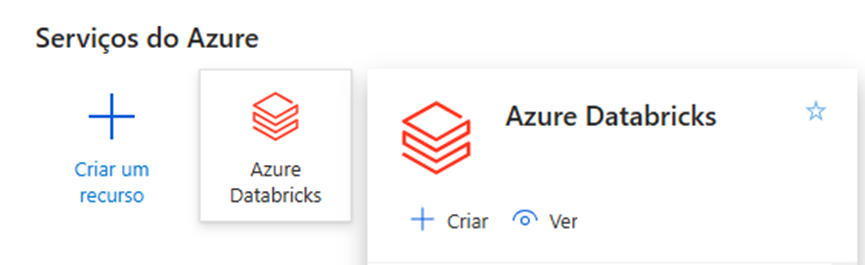 Serviços do Azure
Criar um
recurso
Azure
Databricks
Azure Databricks
Criar
Ver